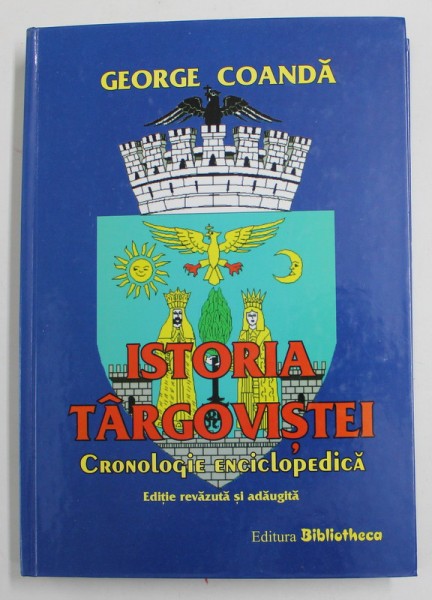 GEORGE COANDĂ
ISTORIA
TÂRGOVIȘTEI
CRONOLOGIE ENCICLOPEDICĂ
Ediție revăzută și adăugită
Editura Bibliotheca